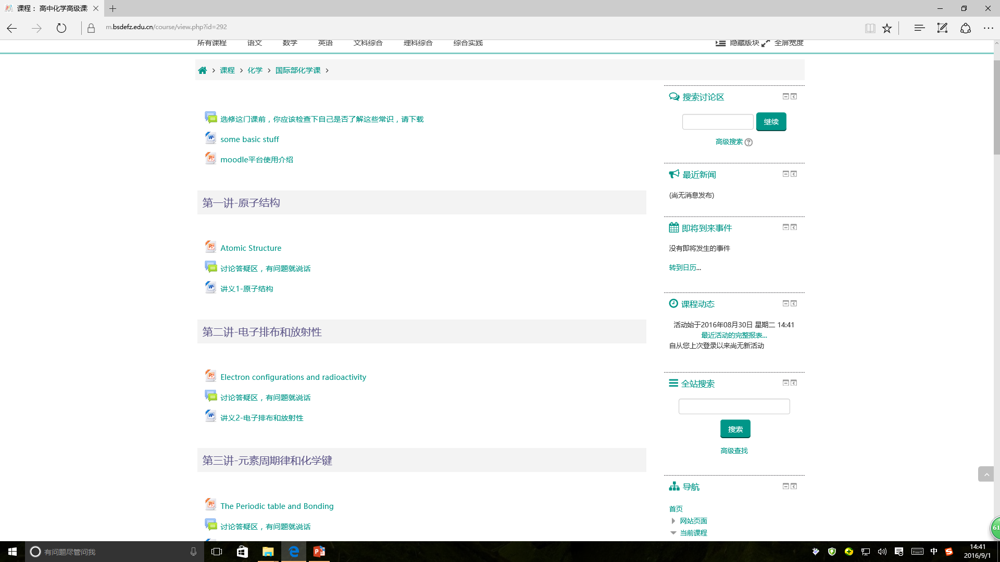 课程： 高中化学高级课
m.bsdefz.edu.cn/course/view.php?id=292
所有课程 语文 数学 英语 文科综合 理科综合 综合实践 隐藏版块 全屏宽度
课程 化学 国际部化学课
选修这门课前，你应该检查下自己是否了解这些常识，请下载
some basic stuff
moodle平台使用介绍
第一讲-原子结构
Atomic Structure
讨论答疑区，有问题就说话
讲义1-原子结构
第二讲-电子排布和放射性
Electron configurations and radioactivity
讨论答疑区，有问题就说话
讲义2-电子排布和放射性
第三讲-元素周期律和化学键
The Periodic table and Bonding
讨论答疑区，有问题就说话
搜索讨论区
继续
高级搜索
最近新闻
(尚无消息发布)
即将到来事件
没有即将发生的事件
转到日历...
课程动态
活动始于2016年08月30日 星期二 14:41
最近活动的完整报表...
自从您上次登录以来尚无新活动
全站搜索
搜索
高级查找
导航
首页
网站页面
当前课程
61
有问题尽管问我
中
14:41
2016/9/1